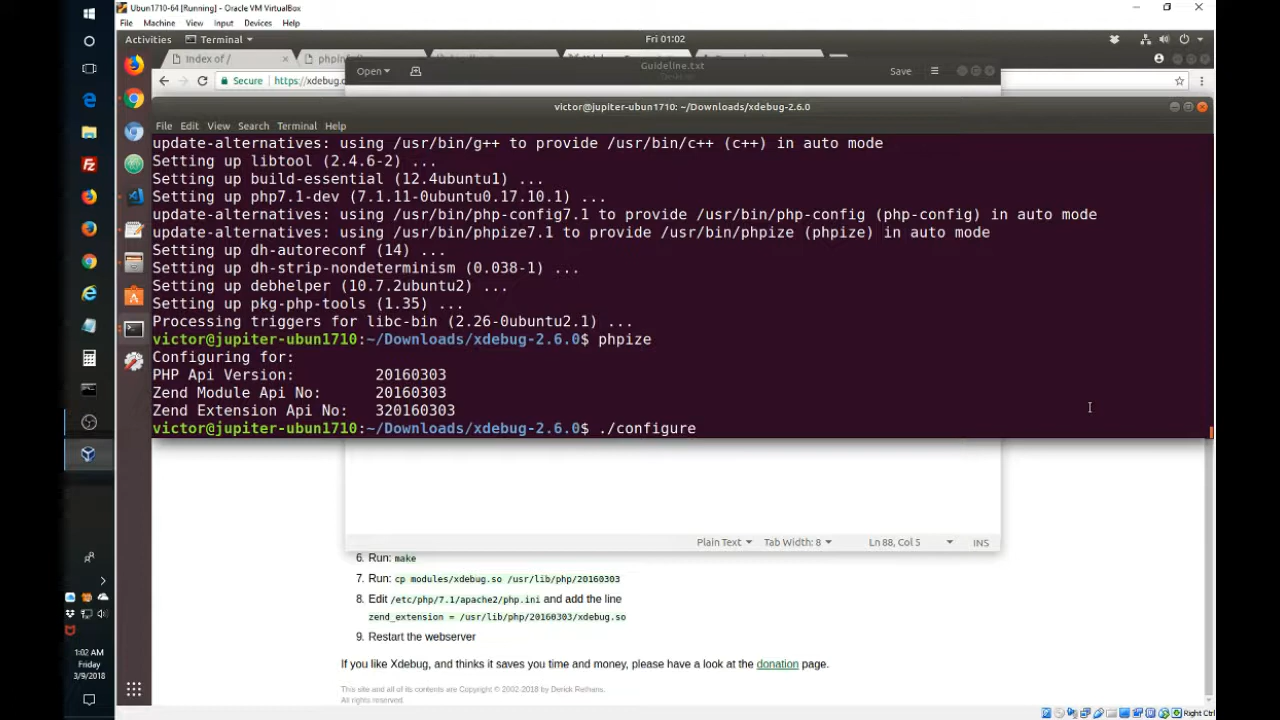 Ubun1710-64 [Running] - Oracle VM VirtualBox
File Machine View Input Devices Help
Activities Terminal Fri 01:02
Index of /
Open Guideline.txt Save
Desktop
Secure https://xdebug.
victor@jupiter-ubun1710: ~/Downloads/xdebug-2.6.0
File Edit View Search Terminal Help
update-alternatives: using /usr/bin/g++ to provide /usr/bin/c++ (c++) in auto mode
Setting up libtool (2.4.6-2) ...
Setting up build-essential (12.4ubuntu1) ...
Setting up php7.1-dev (7.1.11-0ubuntu0.17.10.1) ...
update-alternatives: using /usr/bin/php-config7.1 to provide /usr/bin/php-config (php-config) in auto mode
update-alternatives: using /usr/bin/phpize7.1 to provide /usr/bin/phpize (phpize) in auto mode
Setting up dh-autoreconf (14) ...
Setting up dh-strip-nondeterminism (0.038-1) ...
Setting up debhelper (10.7.2ubuntu2) ...
Setting up pkg-php-tools (1.35) ...
Processing triggers for libc-bin (2.26-0ubuntu2.1) ...
victor@jupiter-ubun1710:~/Downloads/xdebug-2.6.0$ phpize
Configuring for:
PHP Api Version: 20160303
Zend Module Api No: 20160303
Zend Extension Api No: 320160303
victor@jupiter-ubun1710:~/Downloads/xdebug-2.6.0$ ./configure
Plain Text Tab Width: 8 Ln 88, Col 5 INS
6. Run: make
7. Run: cp modules/xdebug.so /usr/lib/php/20160303
8. Edit /etc/php/7.1/apache2/php.ini and add the line
zend_extension = /usr/lib/php/20160303/xdebug.so
9. Restart the webserver
If you like Xdebug, and thinks it saves you time and money, please have a look at the donation page.
This site and all of its contents are Copyright © 2002-2018 by Derick Rethans.
All rights reserved.
1:02 AM
Friday
3/9/2018
Right Ctrl